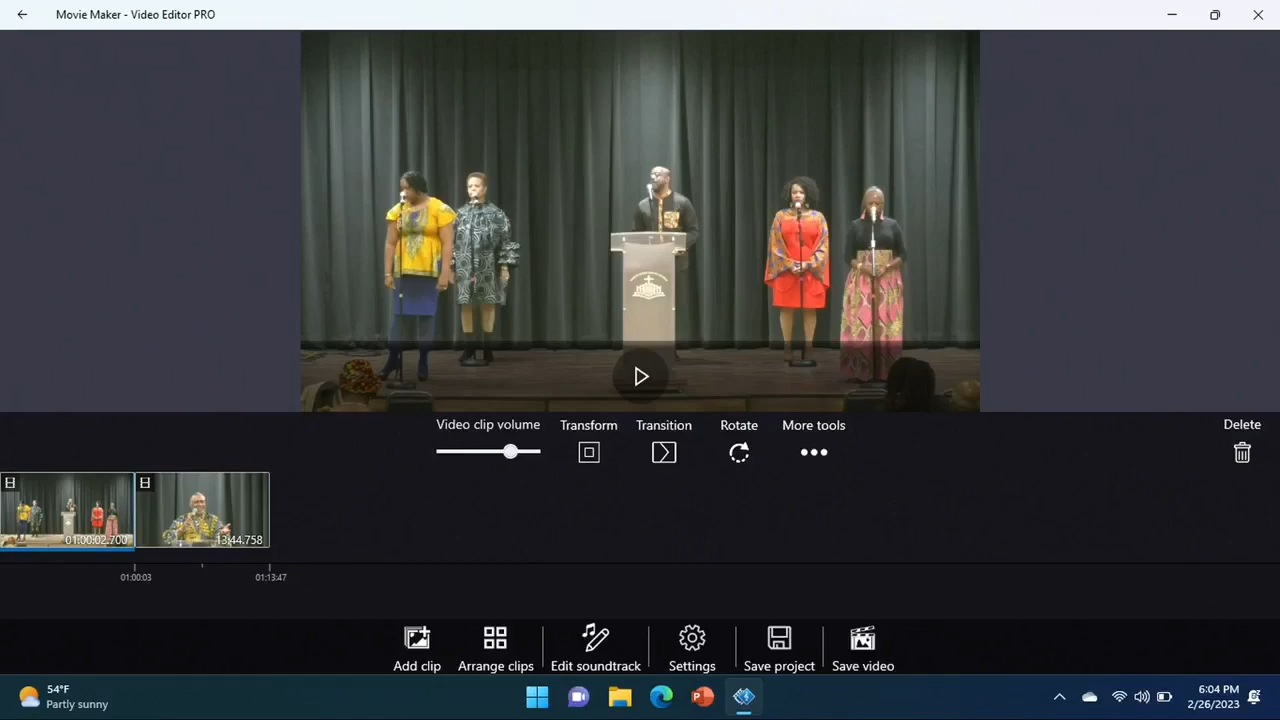 Movie Maker - Video Editor PRO
Video clip volume
Transform
Transition
Rotate
More tools
Delete
01:00:02.700
13:44.758
01:00:03
01:13:47
Add clip
Arrange clips
Edit soundtrack
Settings
Save project
Save video
54°F
Partly sunny
6:04 PM
2/26/2023